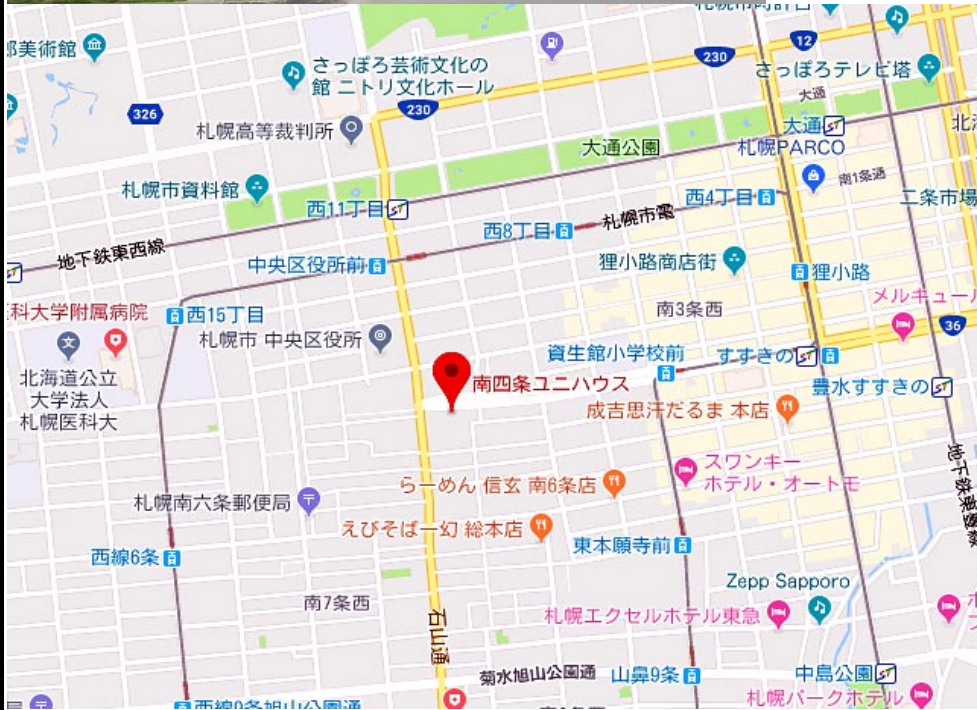 郎美術館
さっぽろ芸術文化の
館 ニトリ文化ホール
230
12
さっぽろテレビ塔
326
230
大通
札幌高等裁判所
大通公園
大通
札幌PARCO
札幌市資料館
南1条通
西11丁目
西8丁目
札幌市電
西4丁目
二条市場
地下鉄東西線
中央区役所前
狸小路商店街
狸小路
科大学附属病院
西15丁目
札幌市 中央区役所
南3条西
メルキュール
36
北海道公立
大学法人
札幌医科大
資生館小学校前
すすきの
南四条ユニハウス
豊水すすきの
成吉思汗だるま 本店
スワンキー
ホテル・オートモ
らーめん 信玄 南6条店
札幌南六条郵便局
えびそば一幻 総本店
西線6条
東本願寺前
Zepp Sapporo
南7条西
石山通
札幌エクセルホテル東急
菊水旭山公園通
山鼻9条
中島公園
西線9条旭山公園通
札幌パークホテル